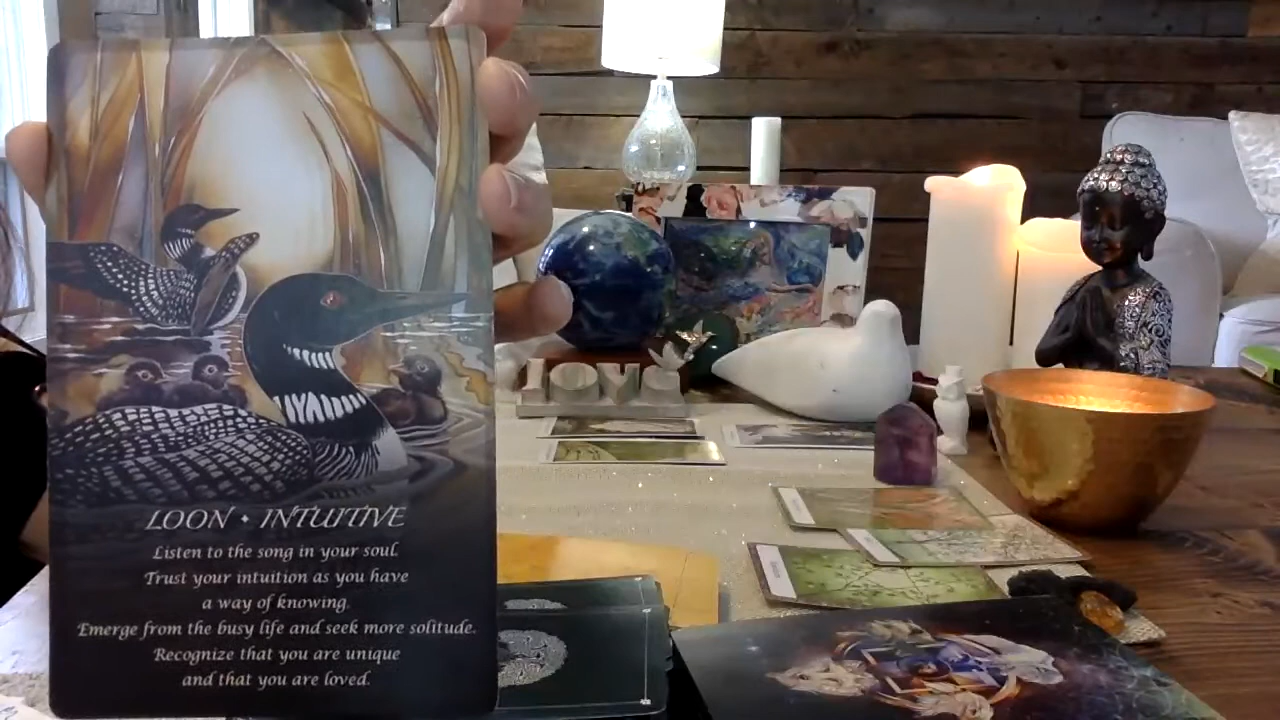 LOON ✦ INTUITIVE
Listen to the song in your soul.
Trust your intuition as you have
a way of knowing.
Emerge from the busy life and seek more solitude.
Recognize that you are unique
and that you are loved.